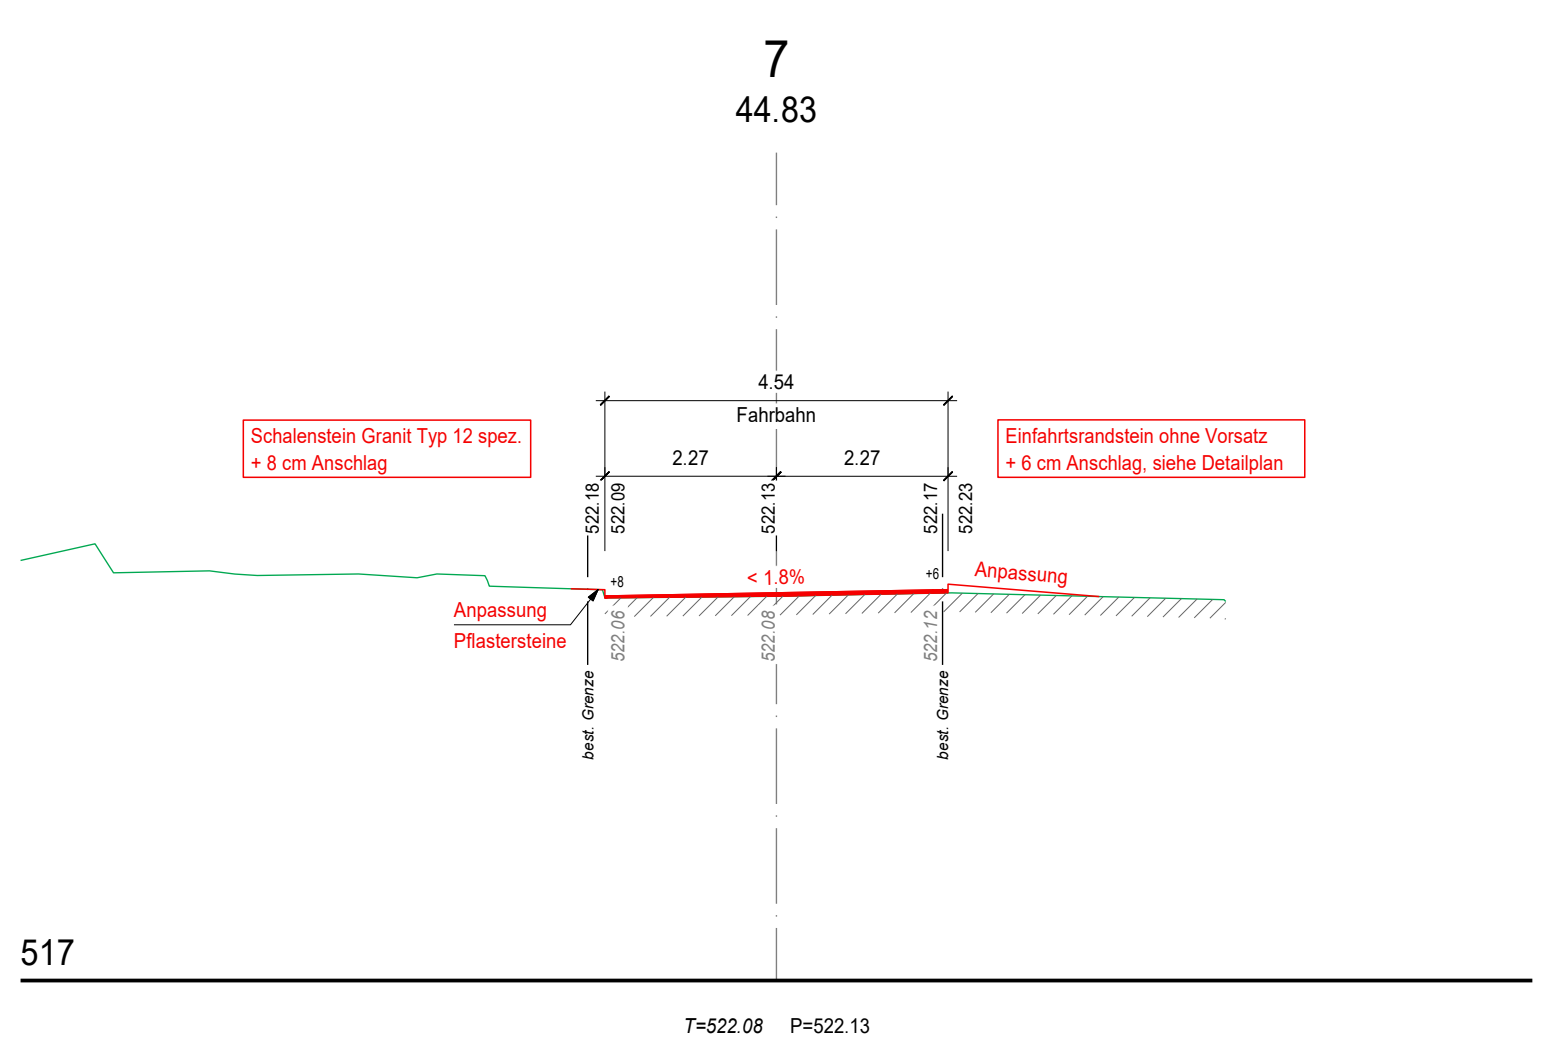 7
44.83
4.54
Fahrbahn
Schalenstein Granit Typ 12 spez.
+ 8 cm Anschlag
Einfahrtsrandstein ohne Vorsatz
+ 6 cm Anschlag, siehe Detailplan
2.27
2.27
522.18
522.09
522.13
522.17
522.23
+8
< 1.8%
+6
Anpassung
Anpassung
Pflastersteine
522.06
522.08
522.12
best. Grenze
best. Grenze
517
T=522.08 P=522.13